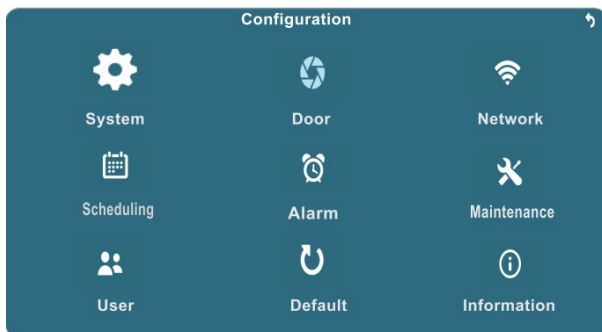 Configuration
System
Door
Network
Scheduling
Alarm
Maintenance
User
Default
Information